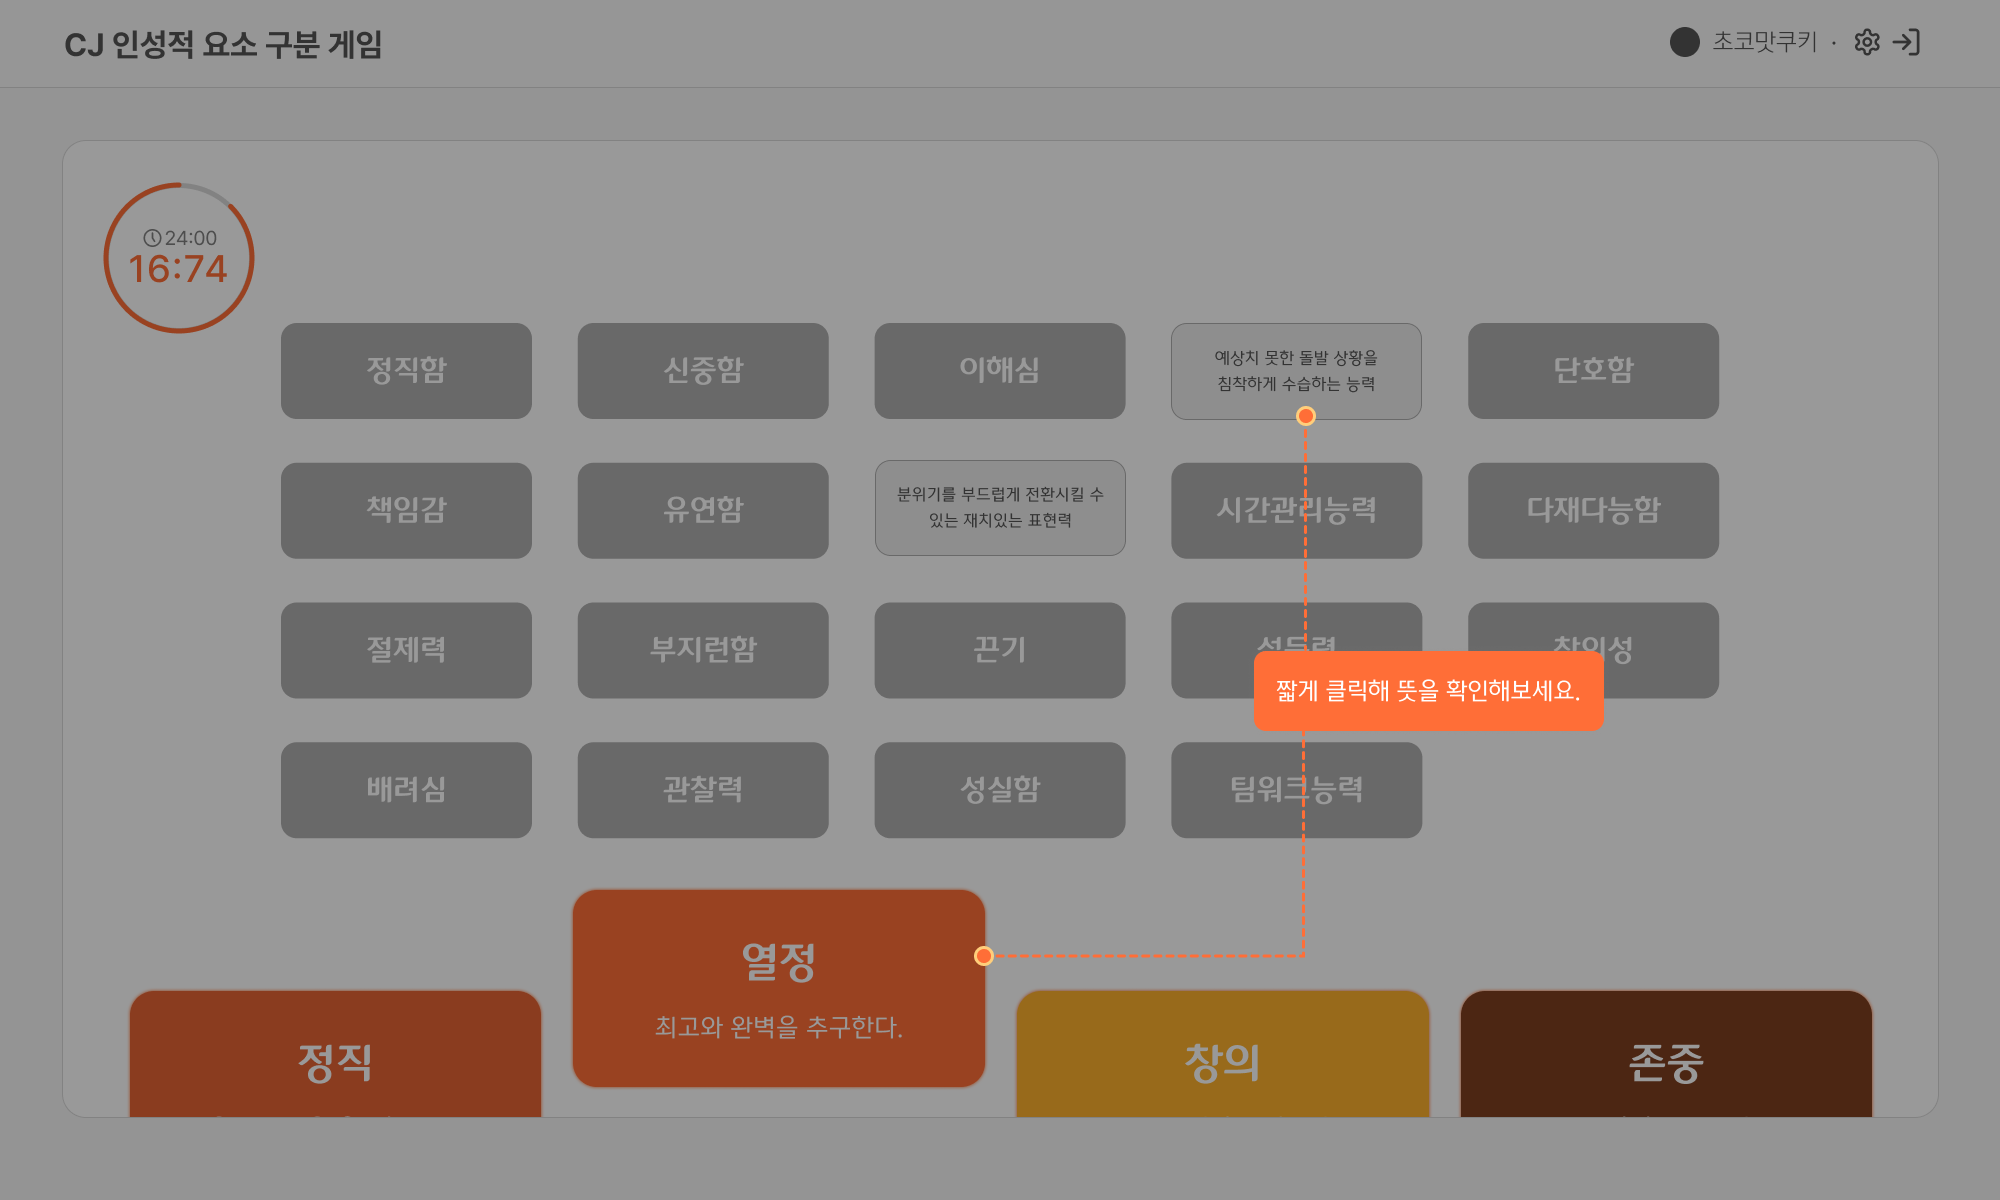 CJ 인성적 요소 구분 게임
초코맛쿠키 ·
24:00
16:74
정직함
신중함
이해심
예상치 못한 돌발 상황을
침착하게 수습하는 능력
단호함
책임감
유연함
분위기를 부드럽게 전환시킬 수
있는 재치있는 표현력
시간관리능력
다재다능함
절제력
부지런함
끈기
설득력
창의성
짧게 클릭해 뜻을 확인해보세요.
배려심
관찰력
성실함
팀워크능력
열정
최고와 완벽을 추구한다.
정직
창의
존중